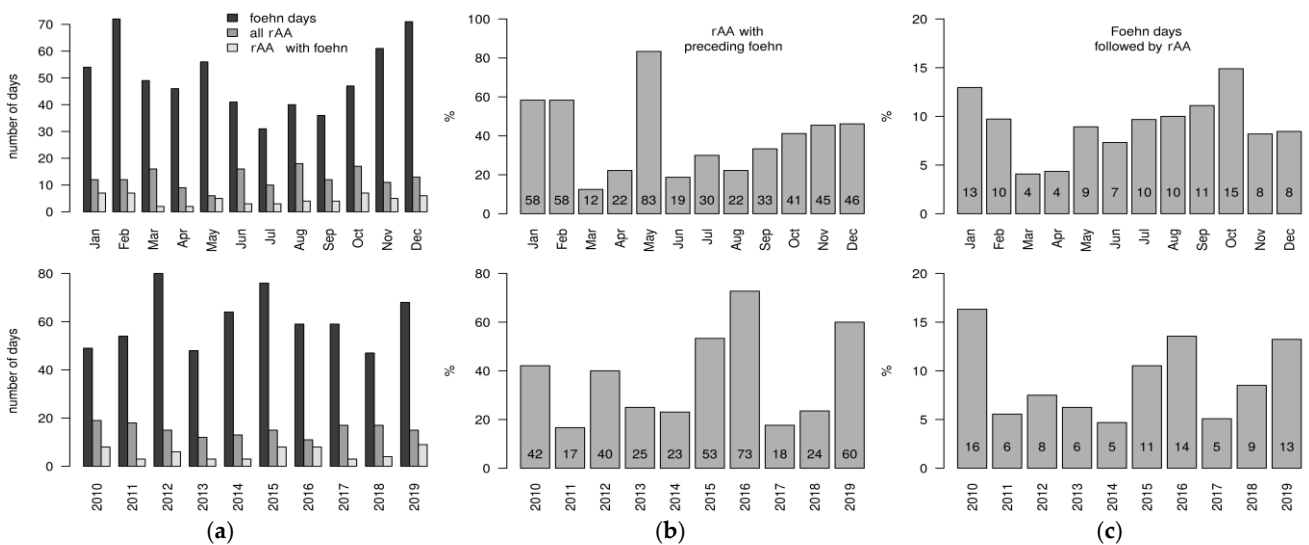 foehn days
all rAA
rAA with foehn
number of days
0
10
20
30
40
50
60
70
Jan Feb Mar Apr May Jun Jul Aug Sep Oct Nov Dec
rAA with
preceding foehn
%
0
20
40
60
80
100
58 58 12 22 83 19 30 22 33 41 45 46
Jan Feb Mar Apr May Jun Jul Aug Sep Oct Nov Dec
Foehn days
followed by rAA
%
0
5
10
15
20
13 10 4 4 9 7 10 10 11 15 8 8
Jan Feb Mar Apr May Jun Jul Aug Sep Oct Nov Dec
number of days
0
20
40
60
80
2010 2011 2012 2013 2014 2015 2016 2017 2018 2019
%
0
20
40
60
80
42 17 40 25 23 53 73 18 24 60
2010 2011 2012 2013 2014 2015 2016 2017 2018 2019
%
0
5
10
15
20
16 6 8 6 5 11 14 5 9 13
2010 2011 2012 2013 2014 2015 2016 2017 2018 2019
(a)
(b)
(c)